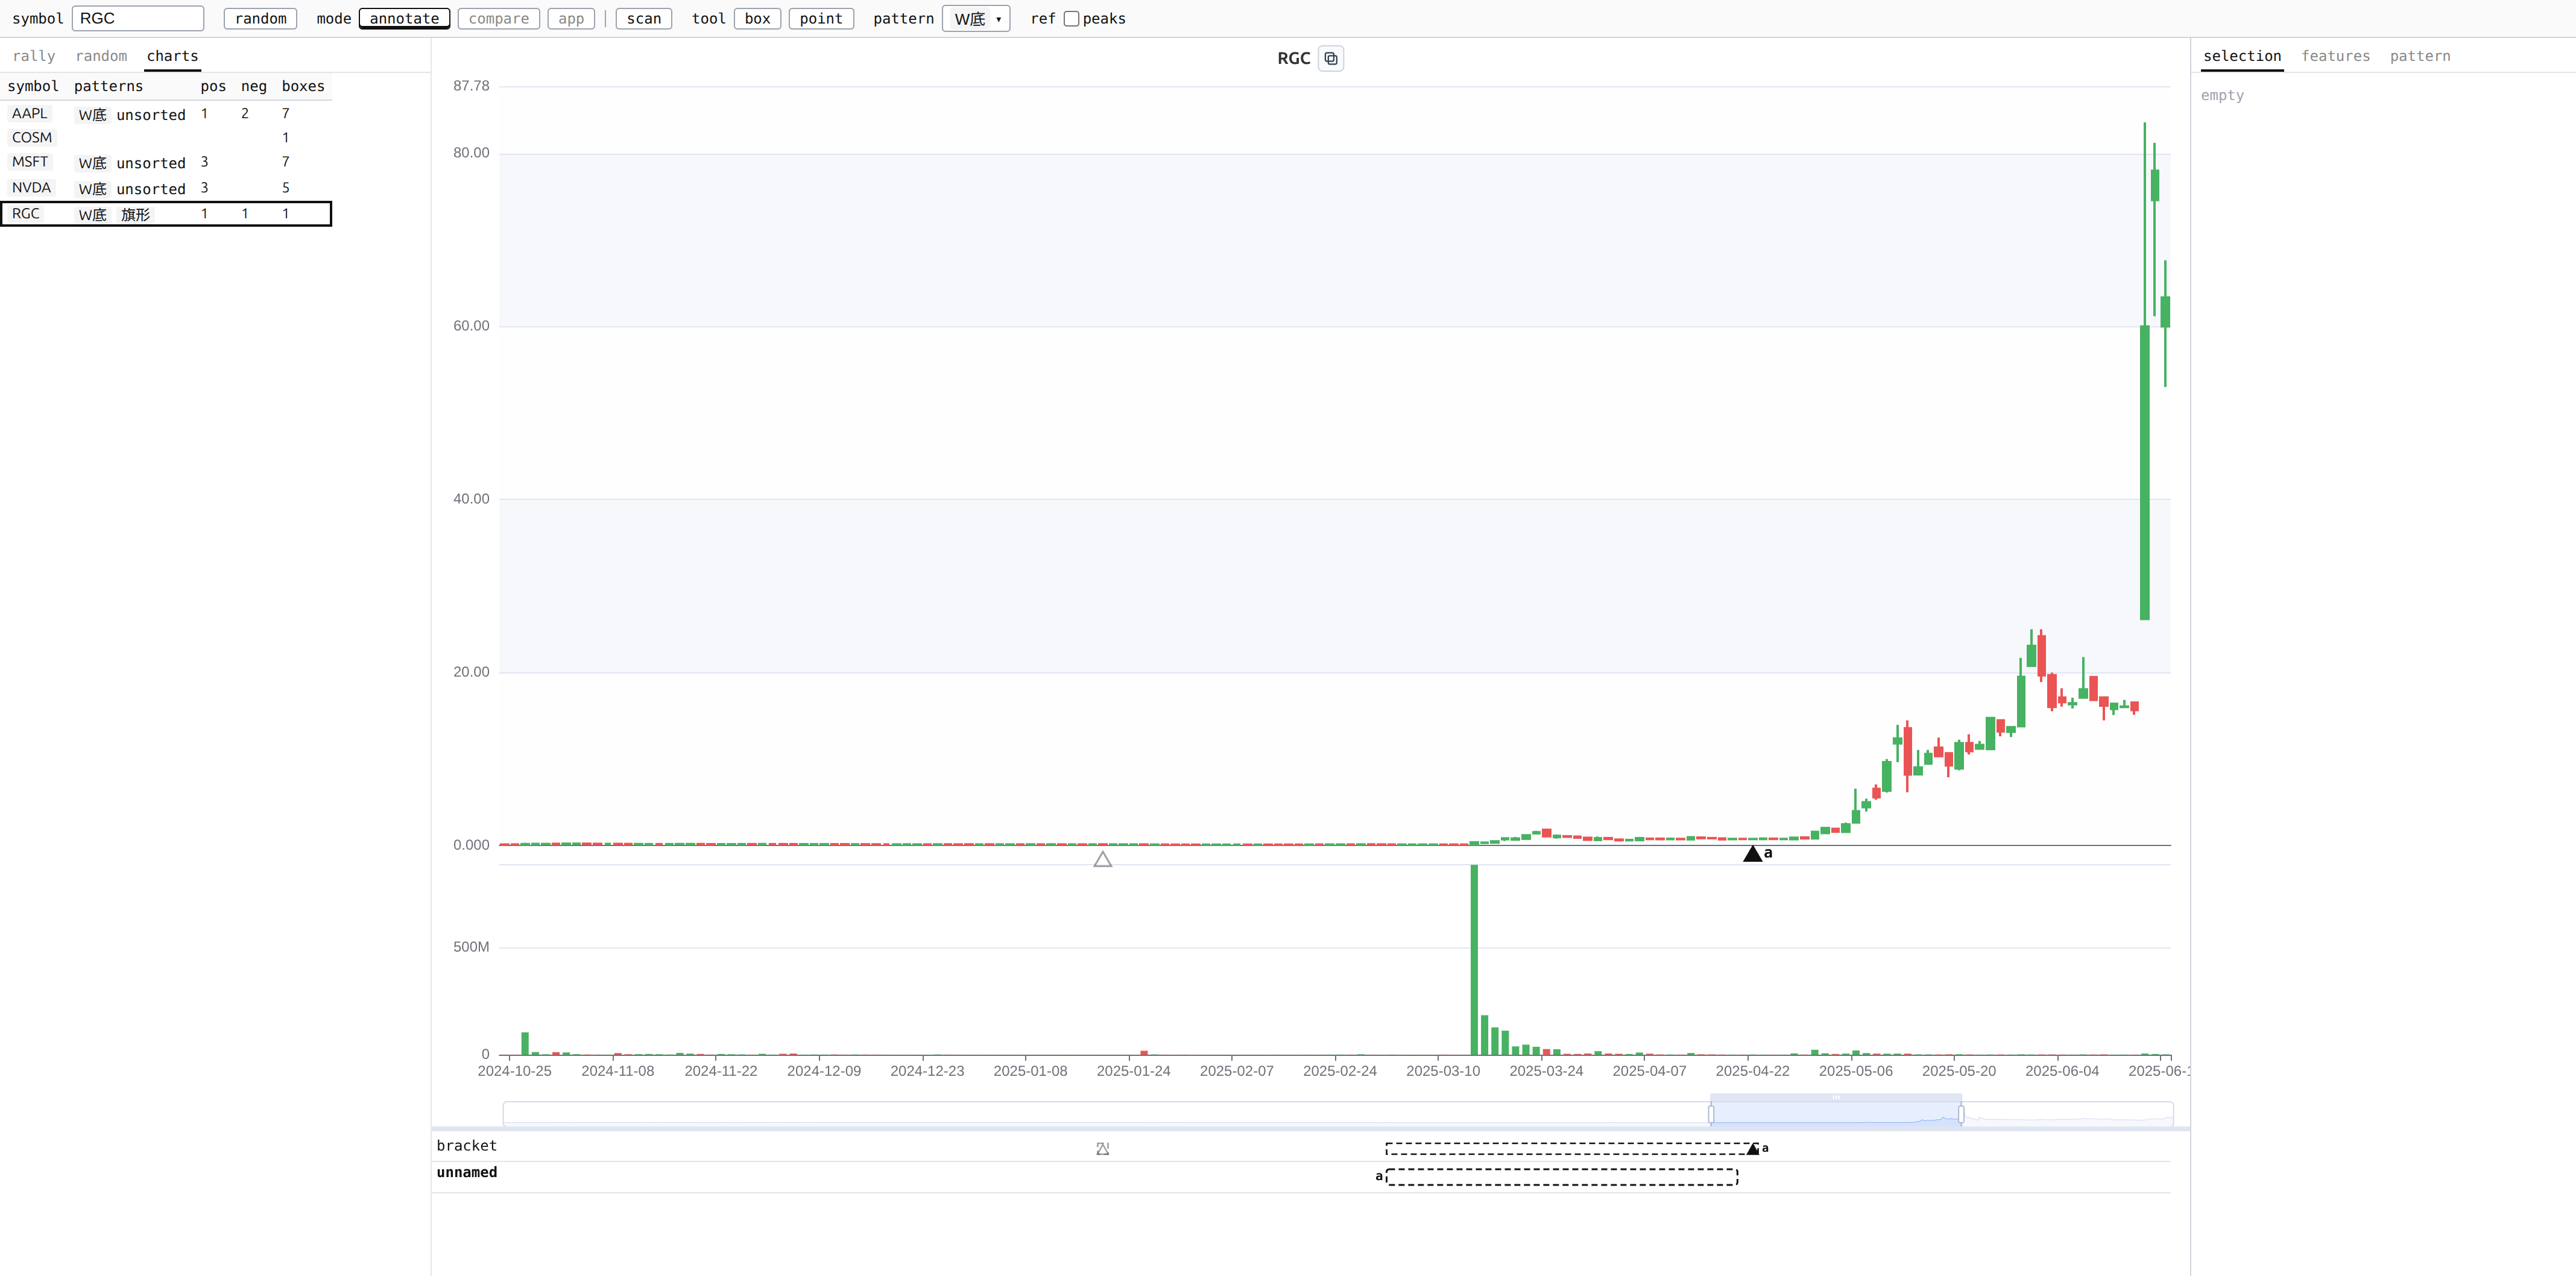 symbol RGC random mode annotate compare app | scan tool box point pattern W底 ▾ ref peaks
rally random charts
symbol patterns pos neg boxes
AAPL W底 unsorted 1 2 7
COSM 1
MSFT W底 unsorted 3 7
NVDA W底 unsorted 3 5
RGC W底 旗形 1 1 1
RGC
87.78
80.00
60.00
40.00
20.00
0.000
a
500M
0
2024-10-25 2024-11-08 2024-11-22 2024-12-09 2024-12-23 2025-01-08 2025-01-24 2025-02-07 2025-02-24 2025-03-10 2025-03-24 2025-04-07 2025-04-22 2025-05-06 2025-05-20 2025-06-04 2025-06-1
bracket a
unnamed a
selection features pattern
empty